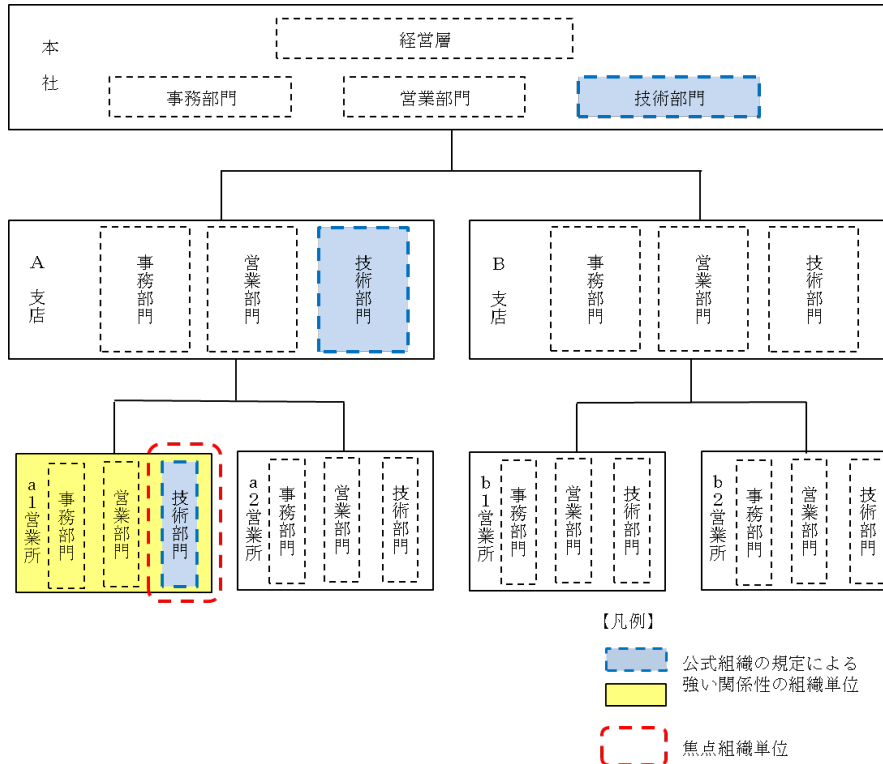 本社
経営層
事務部門
営業部門
技術部門
A支店
事務部門
営業部門
技術部門
B支店
事務部門
営業部門
技術部門
a1営業所
事務部門
営業部門
技術部門
a2営業所
事務部門
営業部門
技術部門
b1営業所
事務部門
営業部門
技術部門
b2営業所
事務部門
営業部門
技術部門
【凡例】
公式組織の規定による
強い関係性の組織単位
焦点組織単位